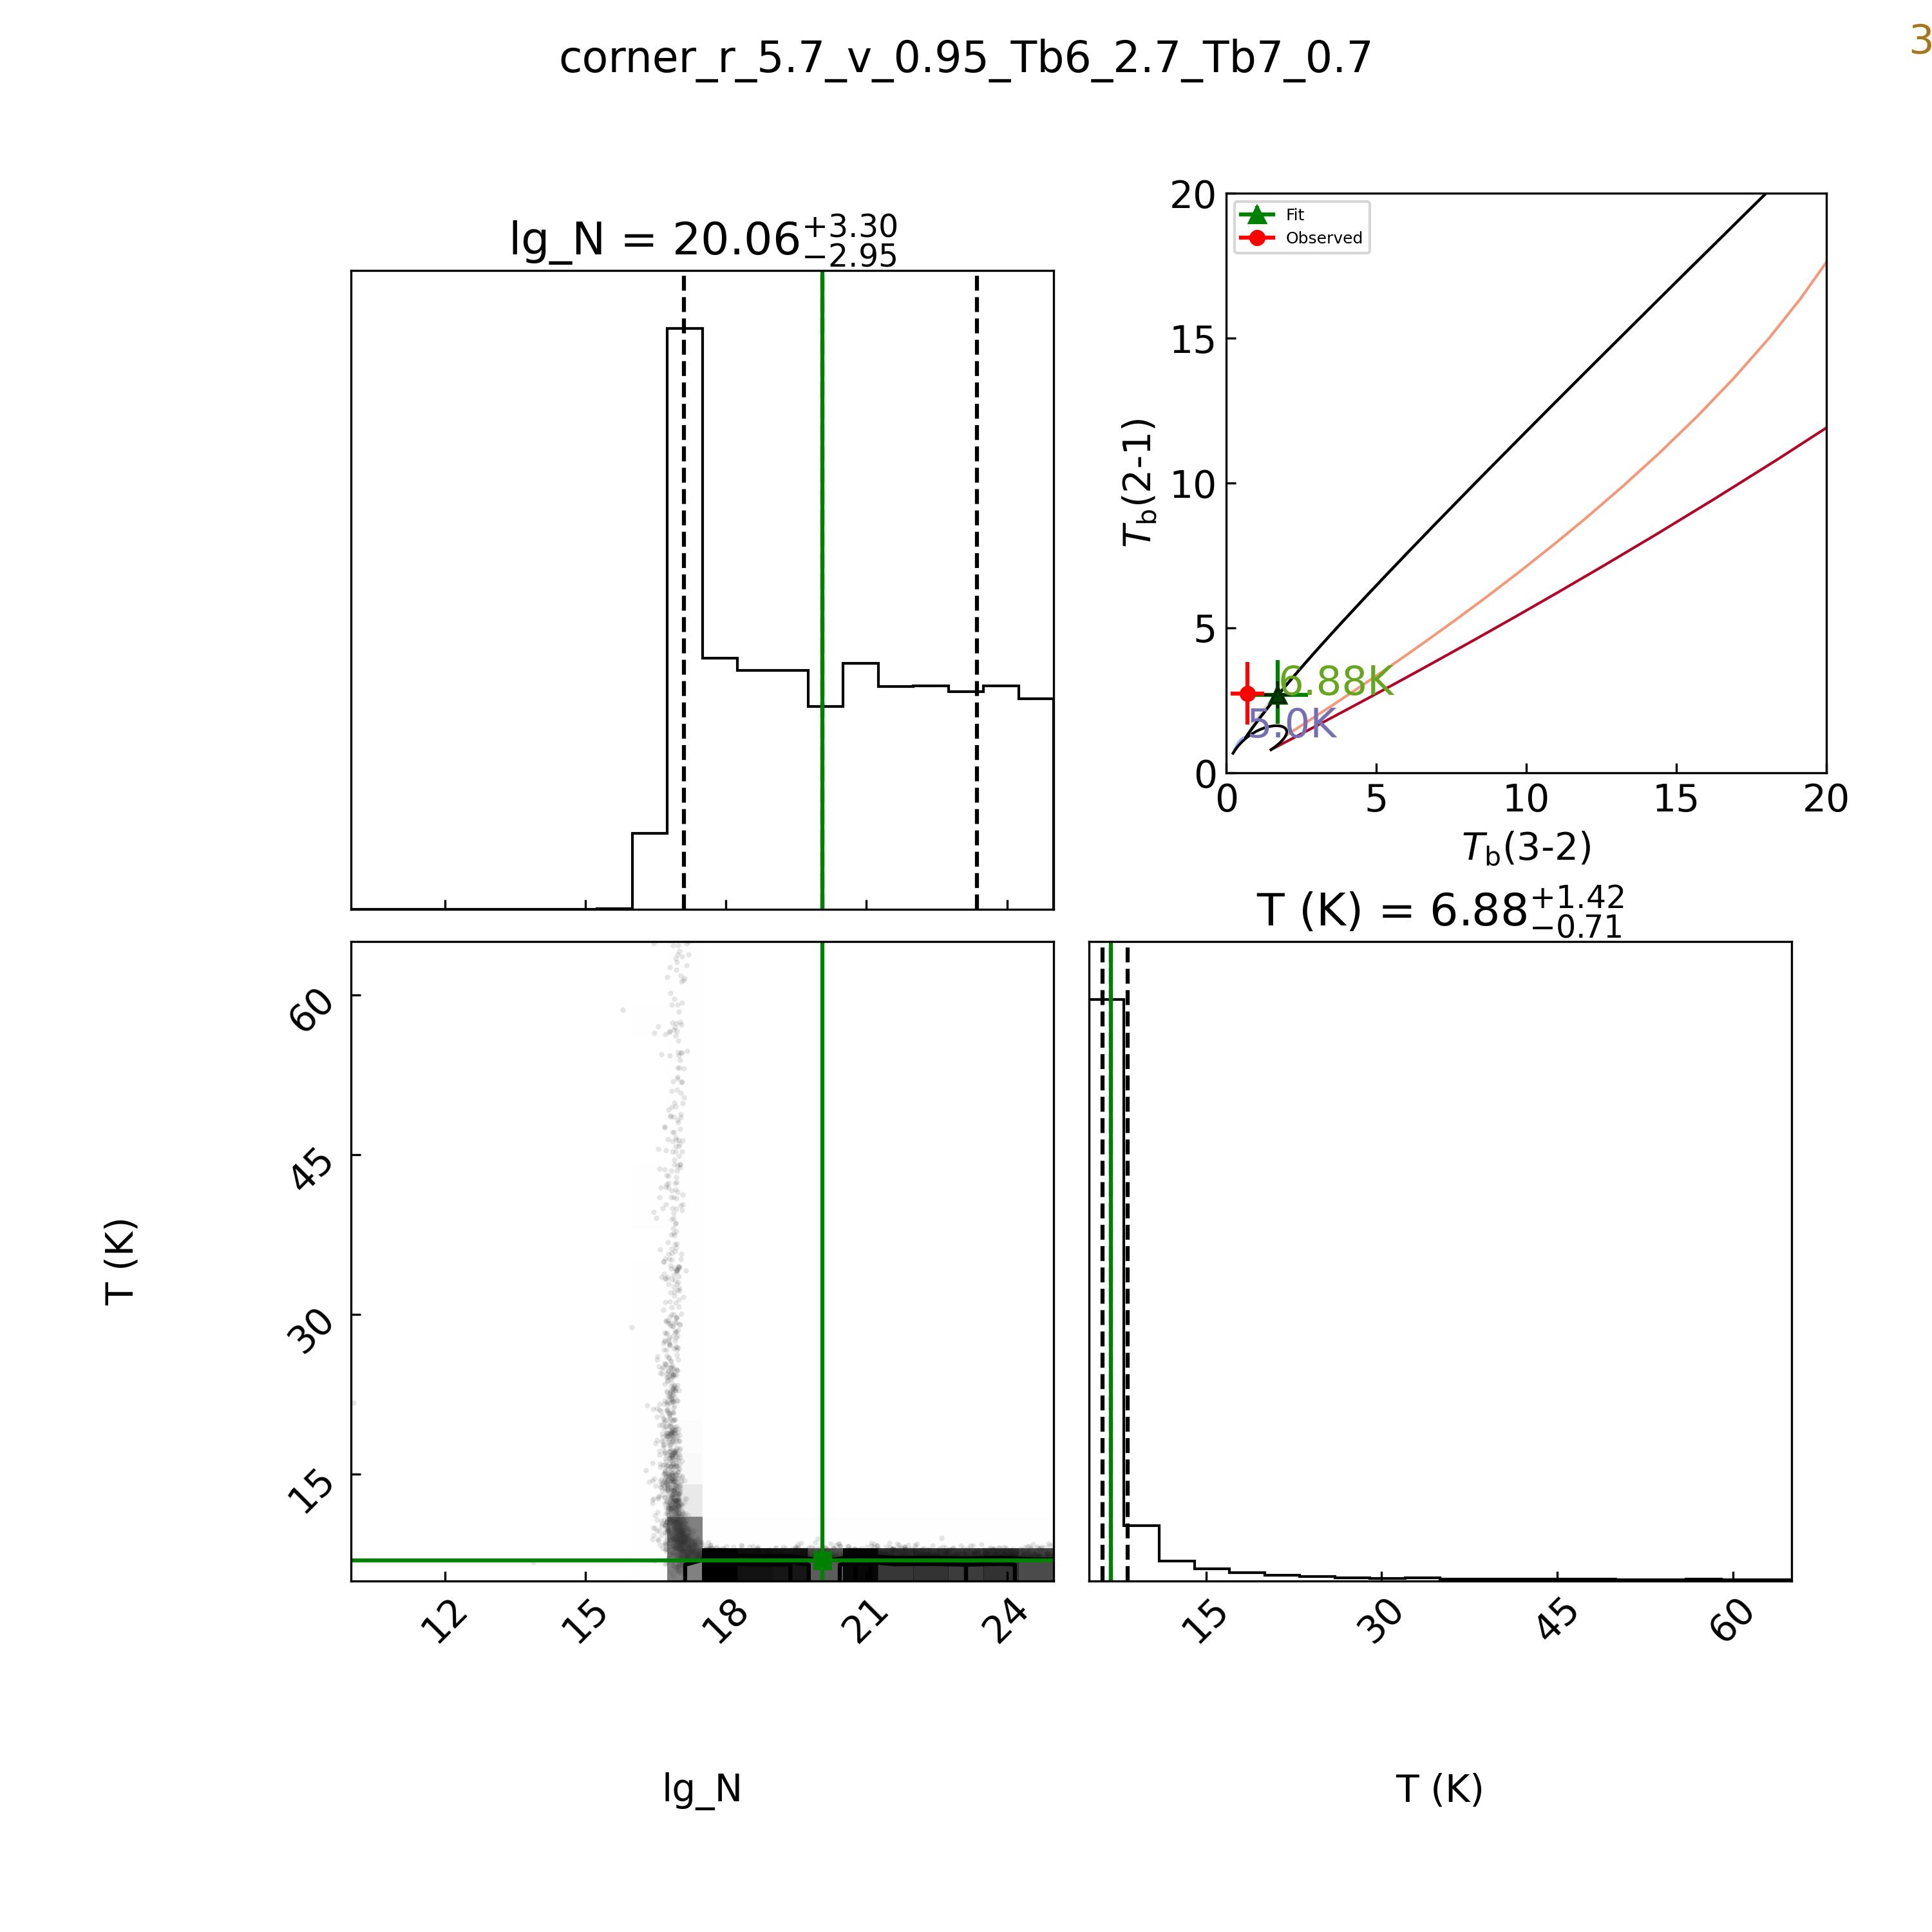 3
corner_r_5.7_v_0.95_Tb6_2.7_Tb7_0.7
lg_N = 20.06 +3.30 −2.95
20
15
10
5
0
T_b(2-1)
Fit
Observed
6.88K
5.0K
0 5 10 15 20
T_b(3-2)
T (K) = 6.88 +1.42 −0.71
60
45
30
15
T (K)
12 15 18 21 24
15 30 45 60
lg_N
T (K)